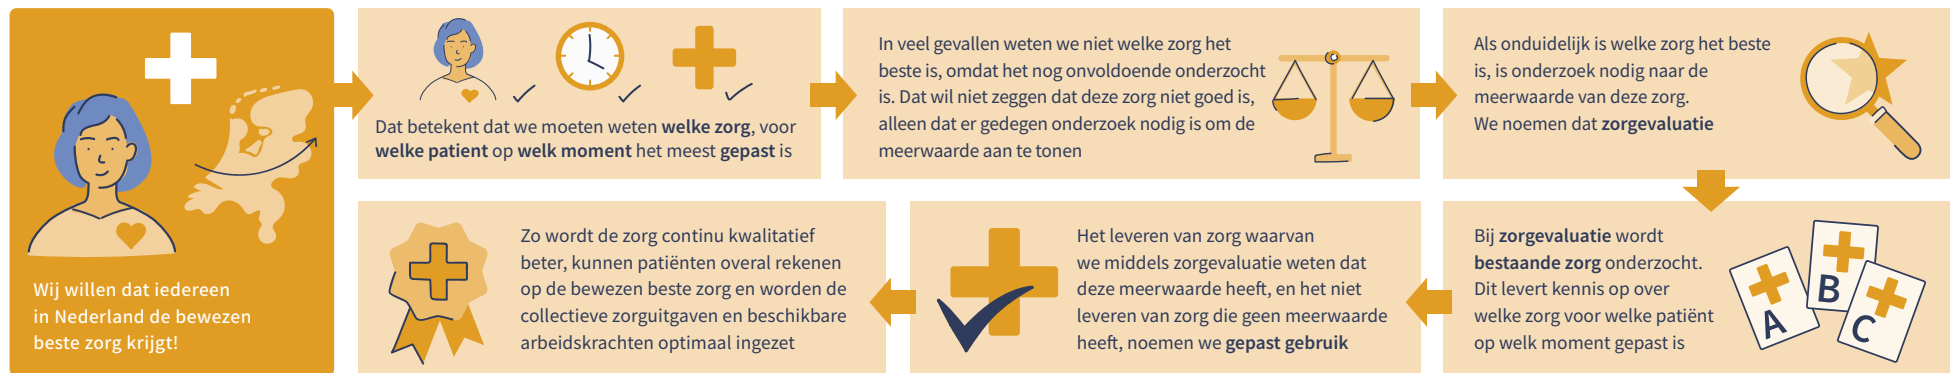 Wij willen dat iedereen
in Nederland de bewezen
beste zorg krijgt!
Dat betekent dat we moeten weten welke zorg, voor
welke patient op welk moment het meest gepast is
In veel gevallen weten we niet welke zorg het
beste is, omdat het nog onvoldoende onderzocht
is. Dat wil niet zeggen dat deze zorg niet goed is,
alleen dat er gedegen onderzoek nodig is om de
meerwaarde aan te tonen
Als onduidelijk is welke zorg het beste
is, is onderzoek nodig naar de
meerwaarde van deze zorg.
We noemen dat zorgevaluatie
Bij zorgevaluatie wordt
bestaande zorg onderzocht.
Dit levert kennis op over
welke zorg voor welke patiënt
op welk moment gepast is
A
B
C
Het leveren van zorg waarvan
we middels zorgevaluatie weten dat
deze meerwaarde heeft, en het niet
leveren van zorg die geen meerwaarde
heeft, noemen we gepast gebruik
Zo wordt de zorg continu kwalitatief
beter, kunnen patiënten overal rekenen
op de bewezen beste zorg en worden de
collectieve zorguitgaven en beschikbare
arbeidskrachten optimaal ingezet